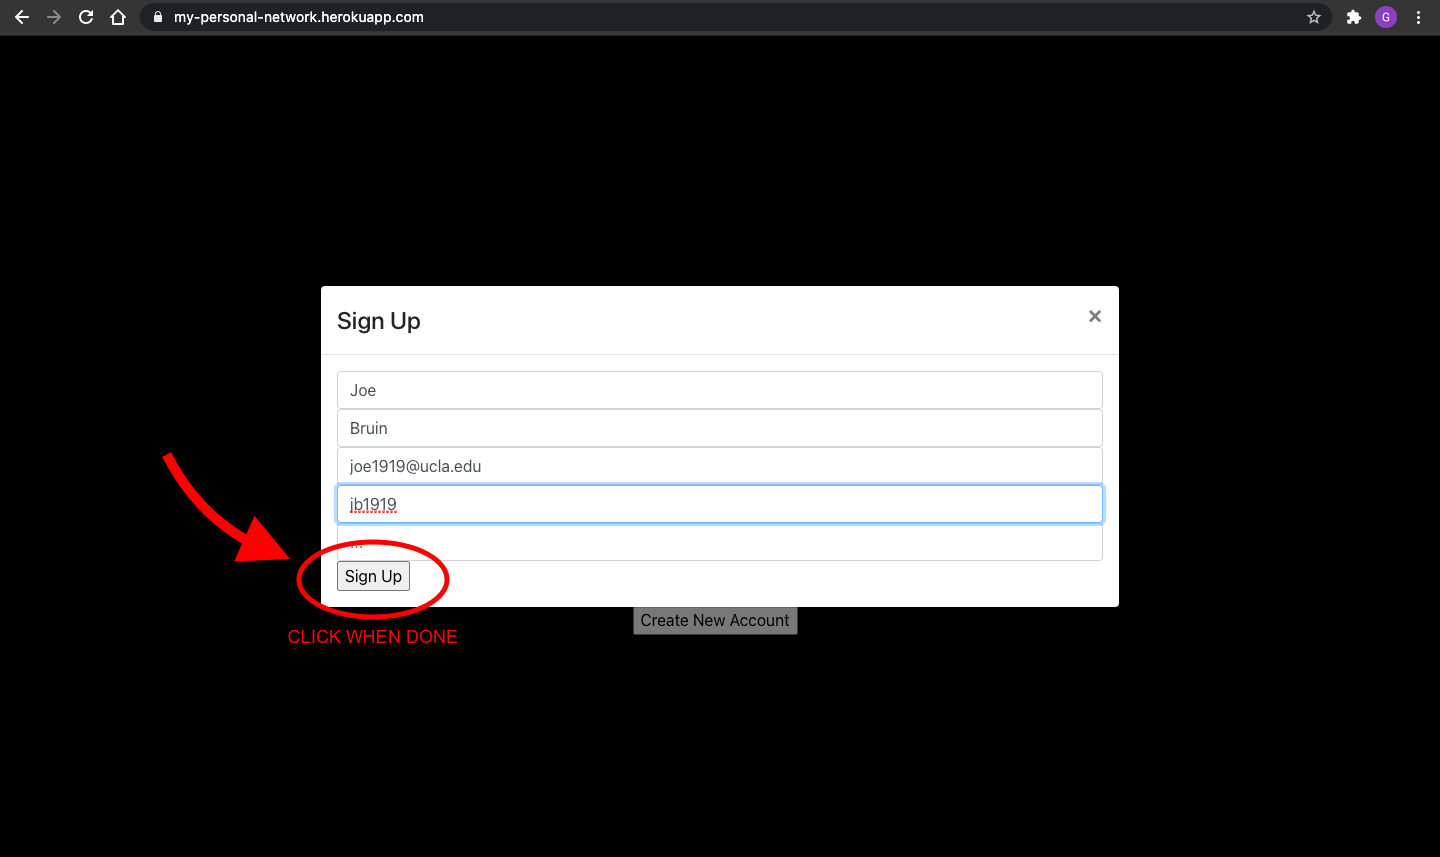 my-personal-network.herokuapp.com
G
Sign Up
×
Joe
Bruin
joe1919@ucla.edu
jb1919
...
Sign Up
Create New Account
CLICK WHEN DONE